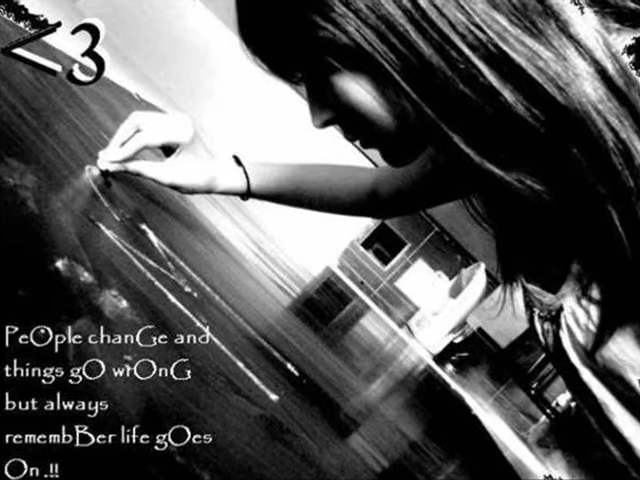 <3
PeOple chanGe and
things gO wrOnG
but always
remembBer life gOes
On .!!